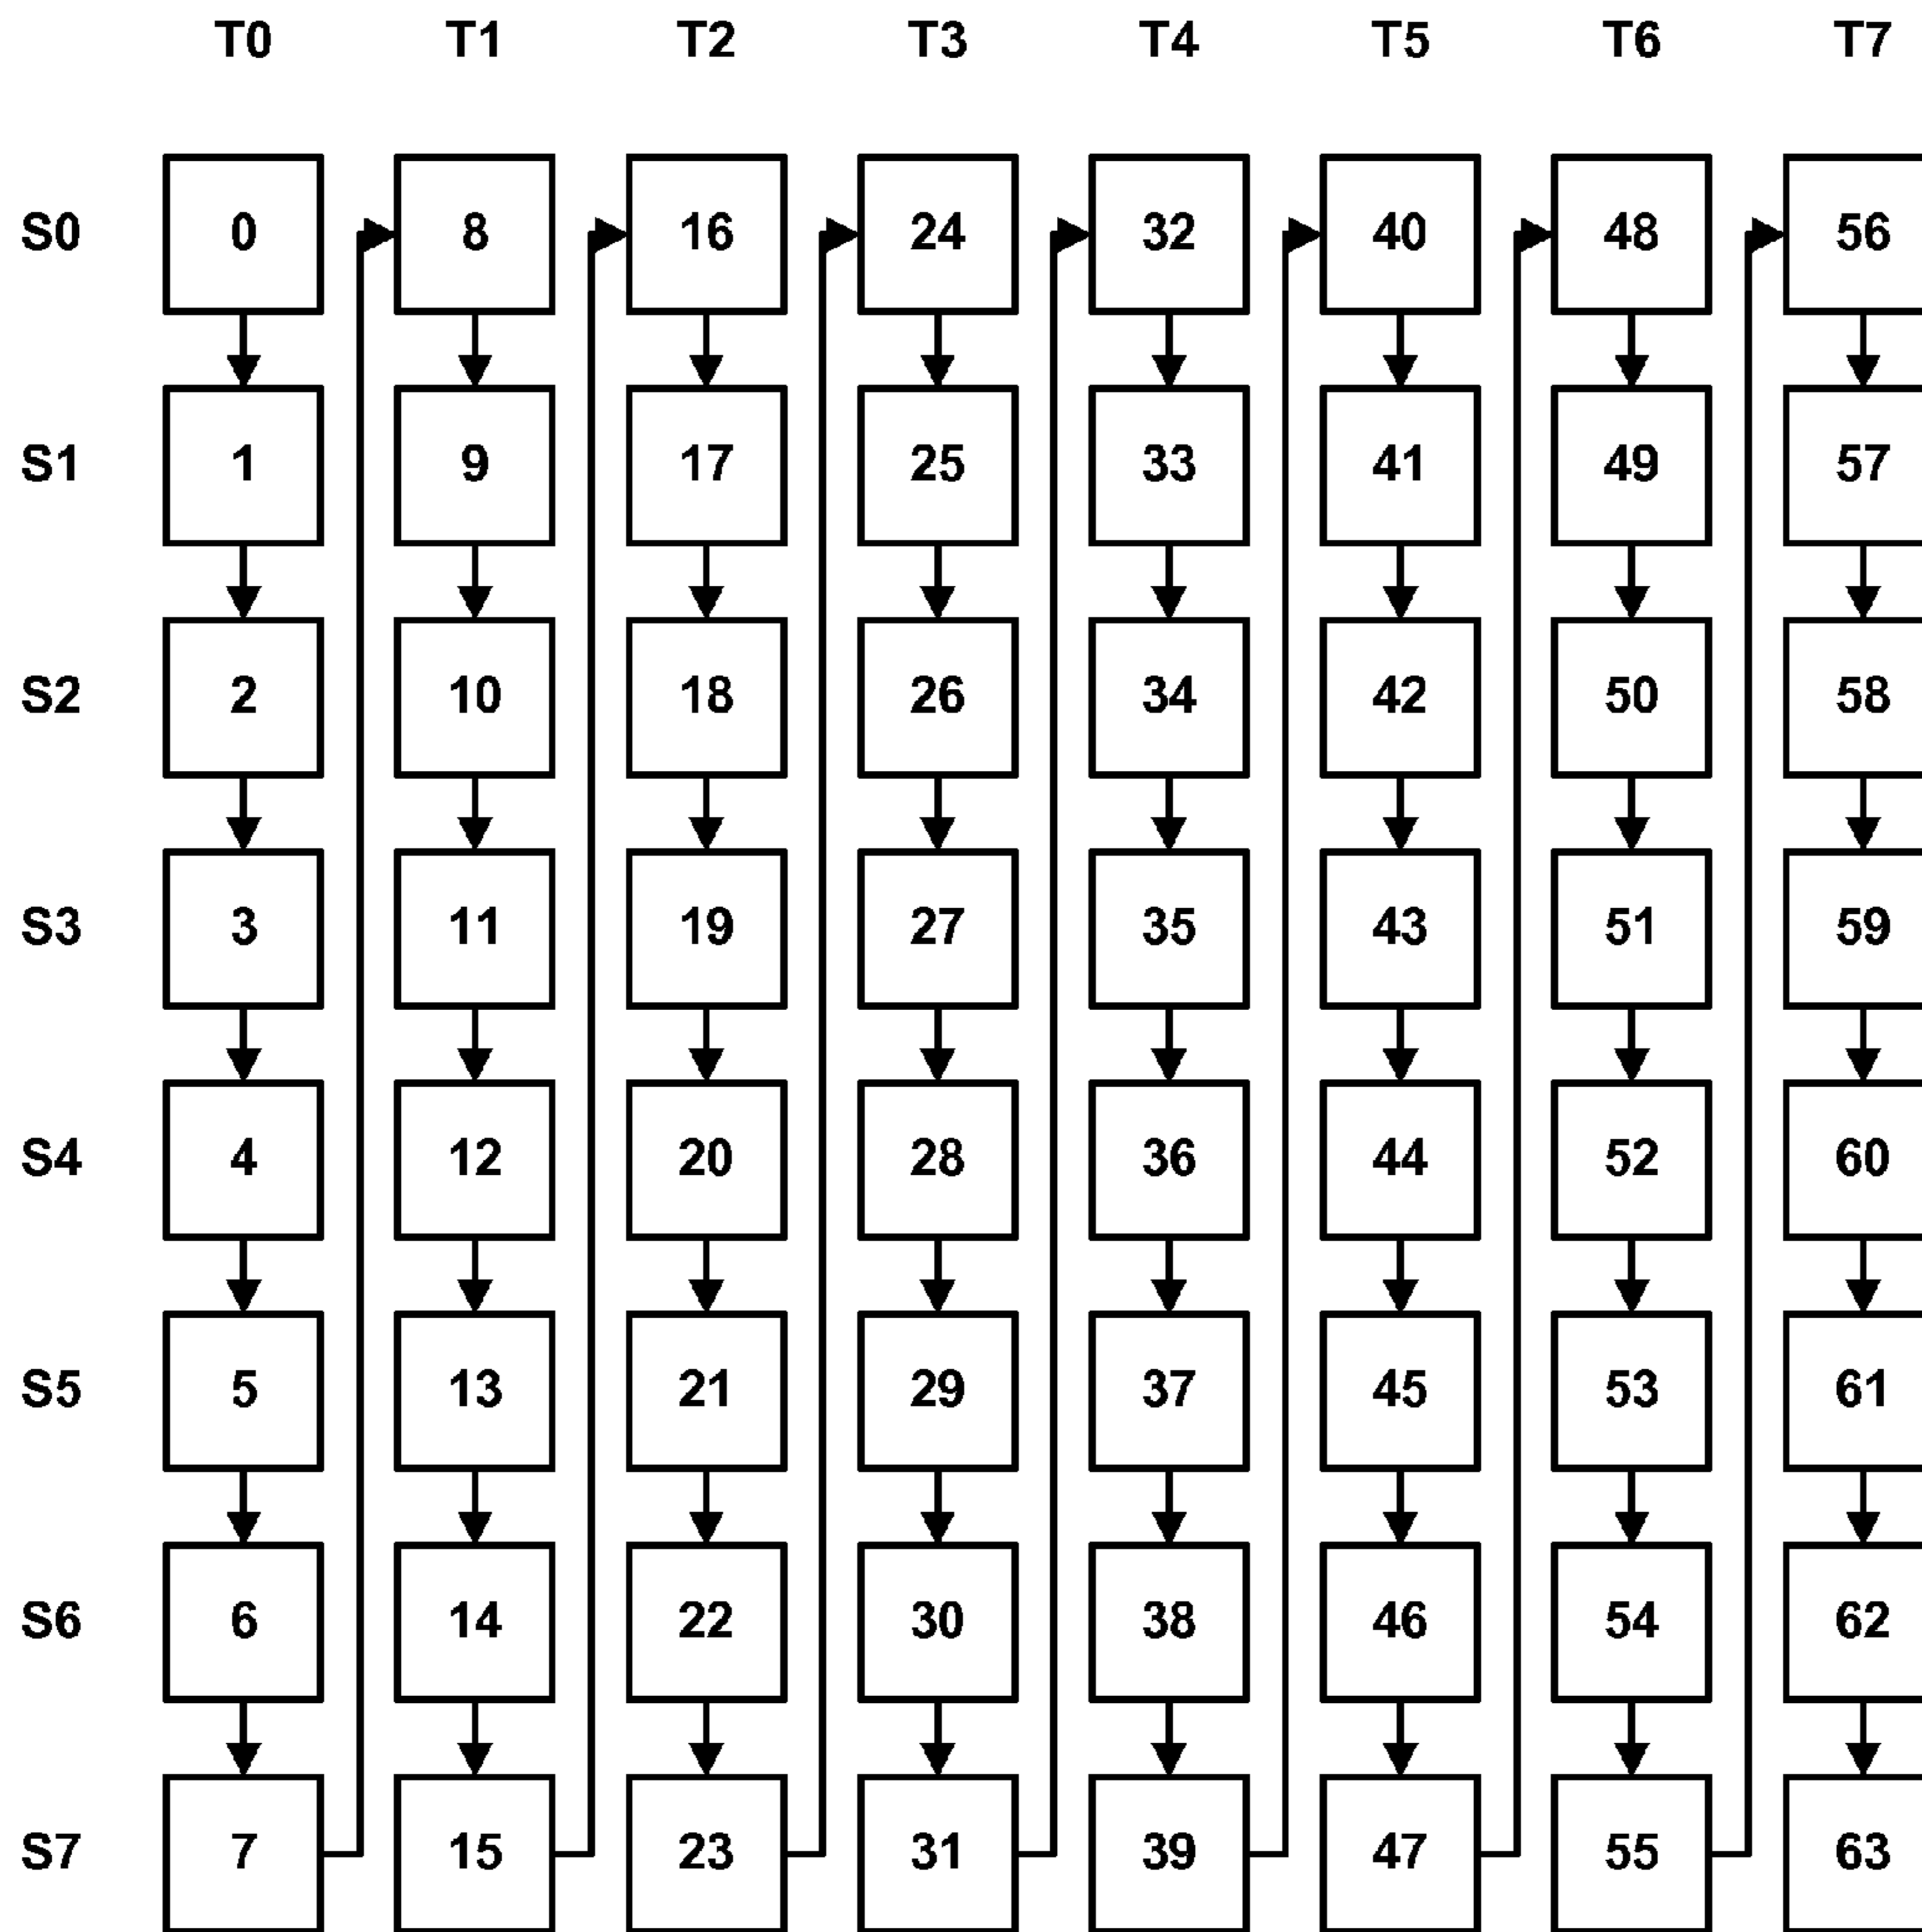 T0 T1 T2 T3 T4 T5 T6 T7
S0 0 8 16 24 32 40 48 56
S1 1 9 17 25 33 41 49 57
S2 2 10 18 26 34 42 50 58
S3 3 11 19 27 35 43 51 59
S4 4 12 20 28 36 44 52 60
S5 5 13 21 29 37 45 53 61
S6 6 14 22 30 38 46 54 62
S7 7 15 23 31 39 47 55 63